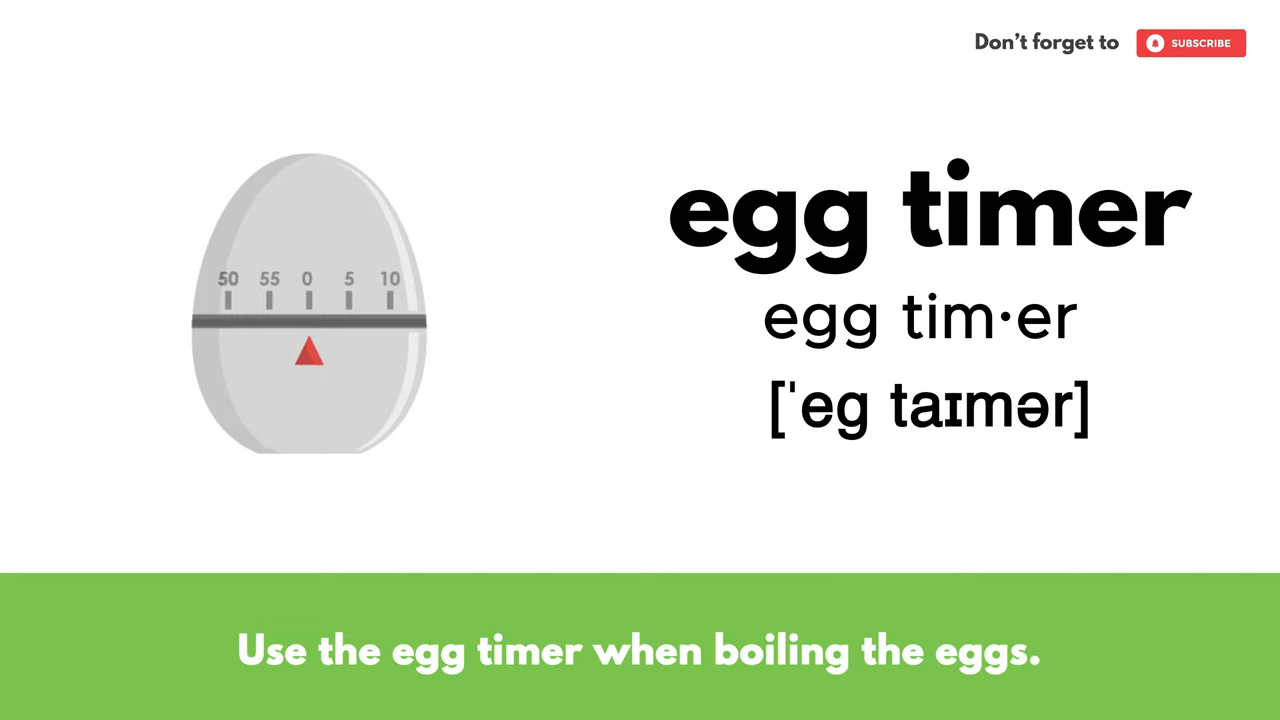 Don't forget to SUBSCRIBE
egg timer
egg tim·er
[ˈeg taɪmər]
50 55 0 5 10
Use the egg timer when boiling the eggs.